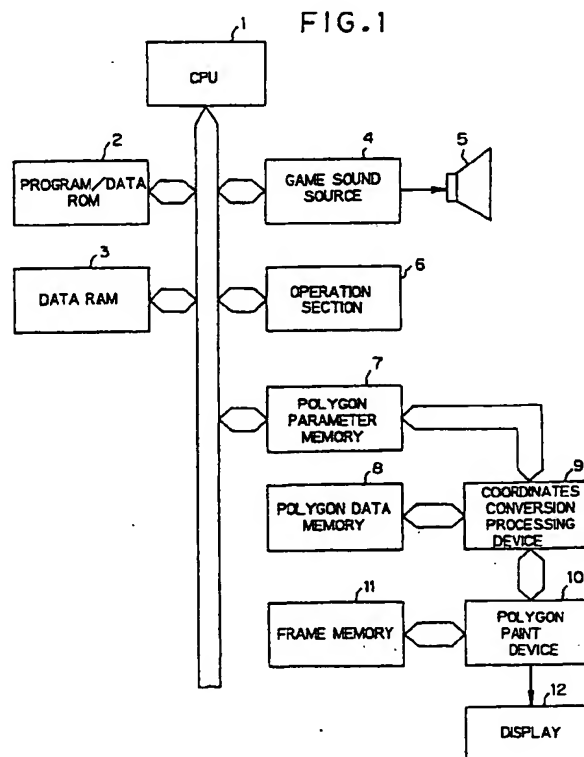 FIG.1
1
CPU
2
PROGRAM/DATA
ROM
4
GAME SOUND
SOURCE
5
3
DATA RAM
6
OPERATION
SECTION
7
POLYGON
PARAMETER
MEMORY
8
POLYGON DATA
MEMORY
9
COORDINATES
CONVERSION
PROCESSING
DEVICE
11
FRAME MEMORY
10
POLYGON
PAINT
DEVICE
12
DISPLAY